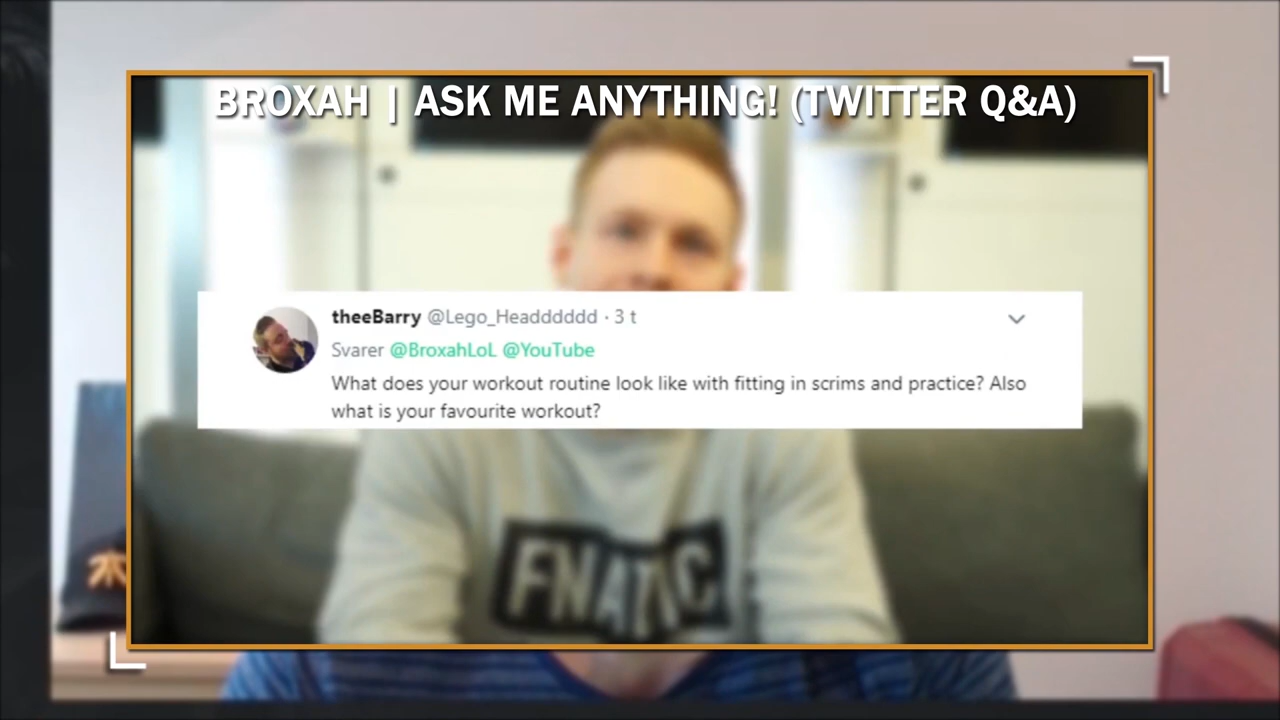 BROXAH | ASK ME ANYTHING! (TWITTER Q&A)
theeBarry @Lego_Headddddd · 3 t
Svarer @BroxahLoL @YouTube
What does your workout routine look like with fitting in scrims and practice? Also
what is your favourite workout?
FNATIC